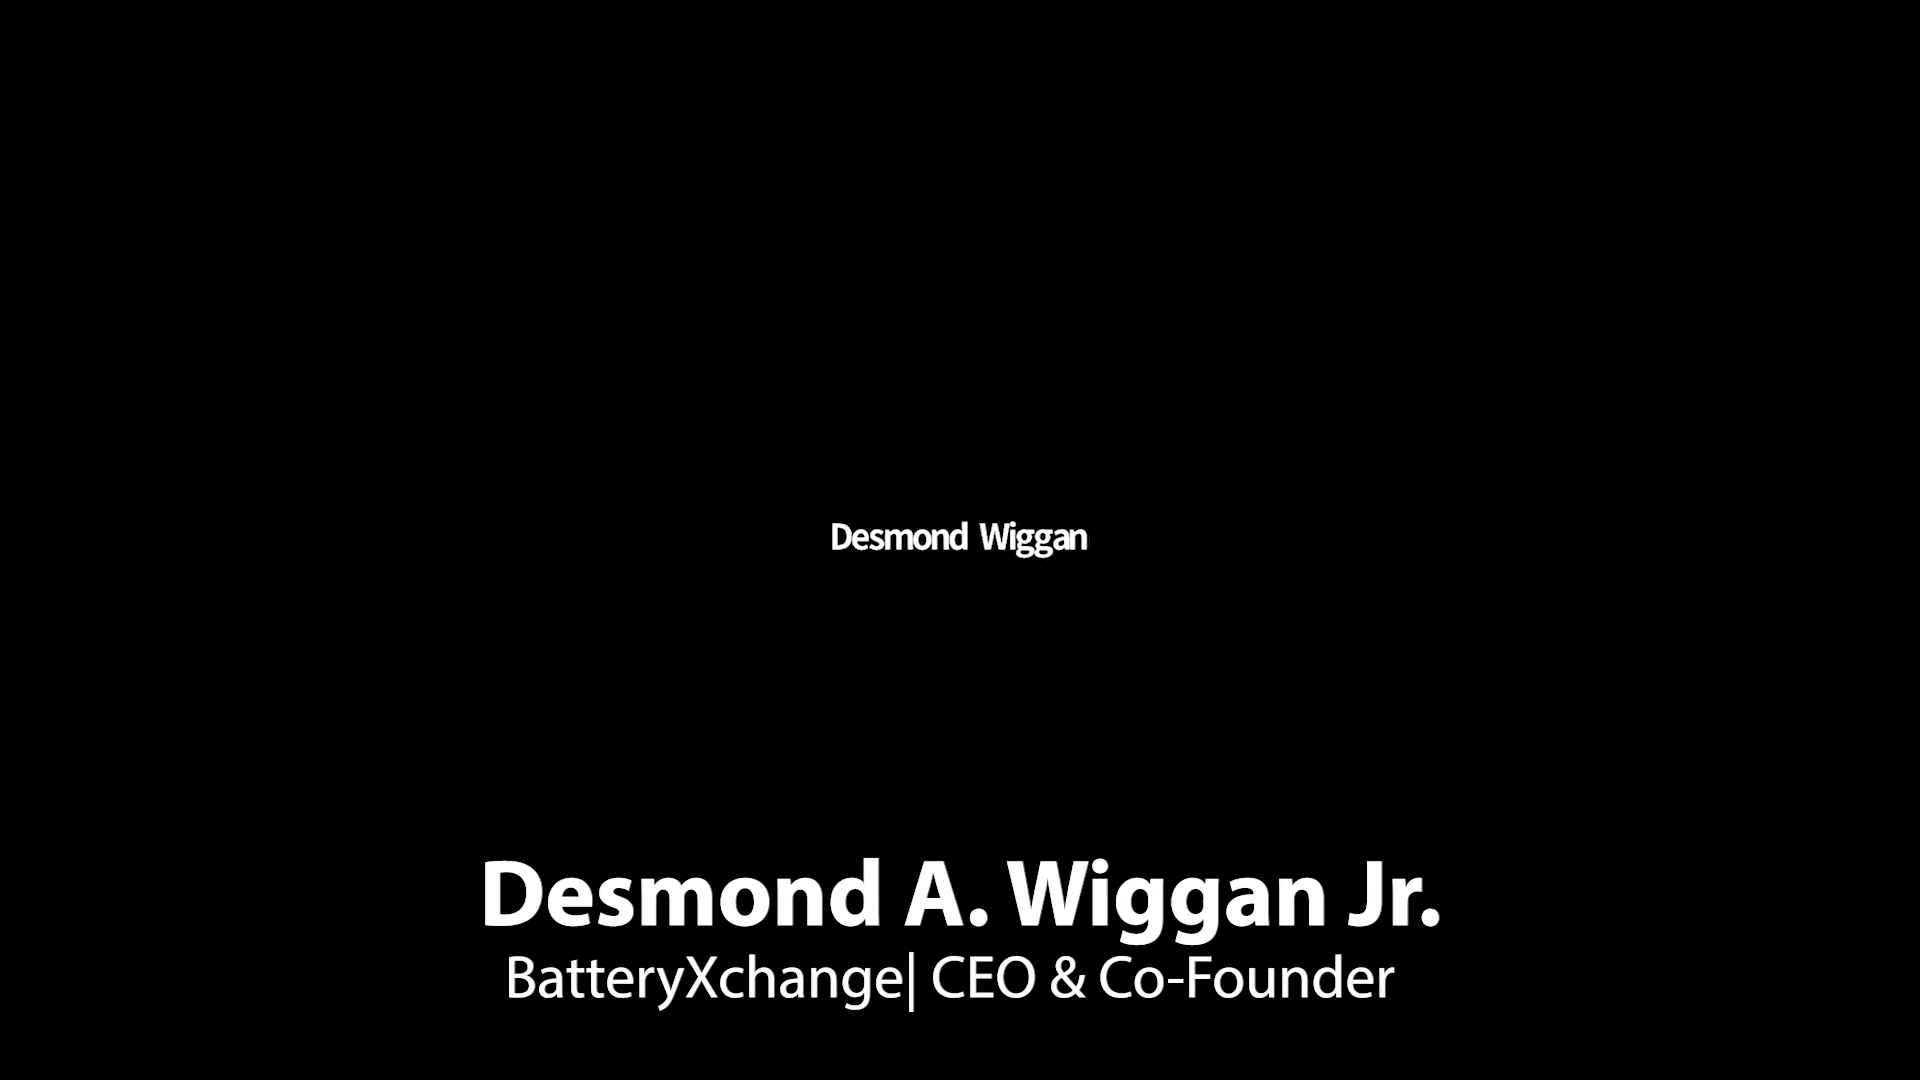 Desmond Wiggan
Desmond A. Wiggan Jr.
BatteryXchange| CEO & Co-Founder